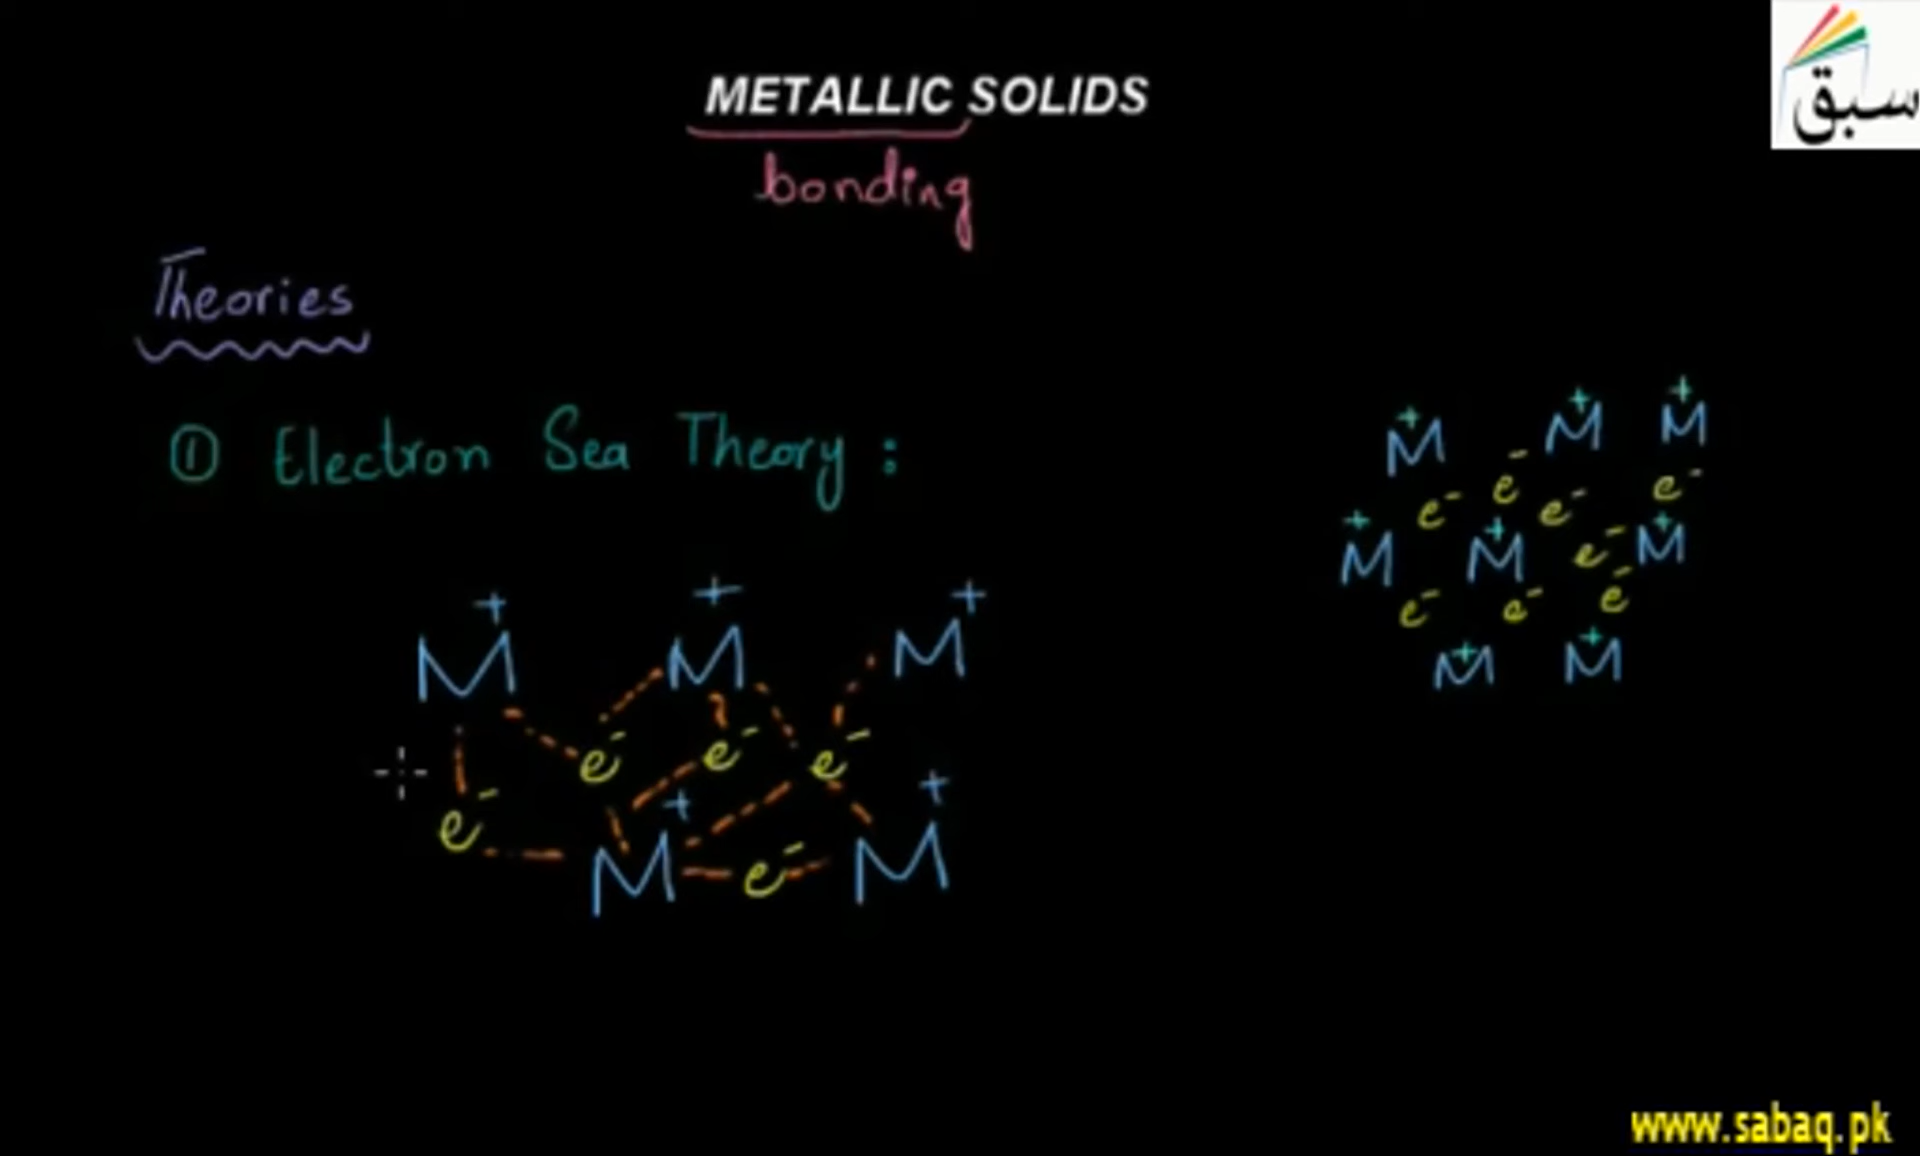 METALLIC SOLIDS
سبق
bonding
Theories
① Electron Sea Theory :
M+ M+ M+
M+ e- e- e- e-
M+ M+ e- M+
e- e- e-
M+ M+
M+ M+ M+
e- e- e-
e- M+ e- M+
www.sabaq.pk